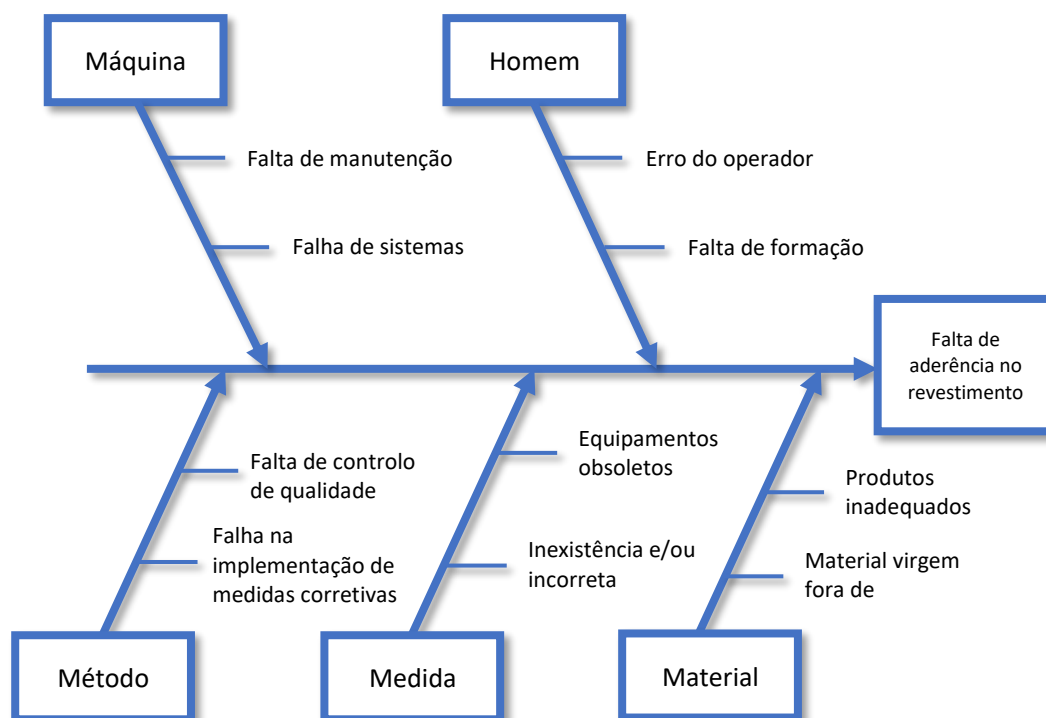 Máquina
Homem
Falta de manutenção
Erro do operador
Falha de sistemas
Falta de formação
Falta de
aderência no
revestimento
Equipamentos
obsoletos
Falta de controlo
de qualidade
Produtos
inadequados
Falha na
implementação de
medidas corretivas
Inexistência e/ou
incorreta
Material virgem
fora de
Método
Medida
Material